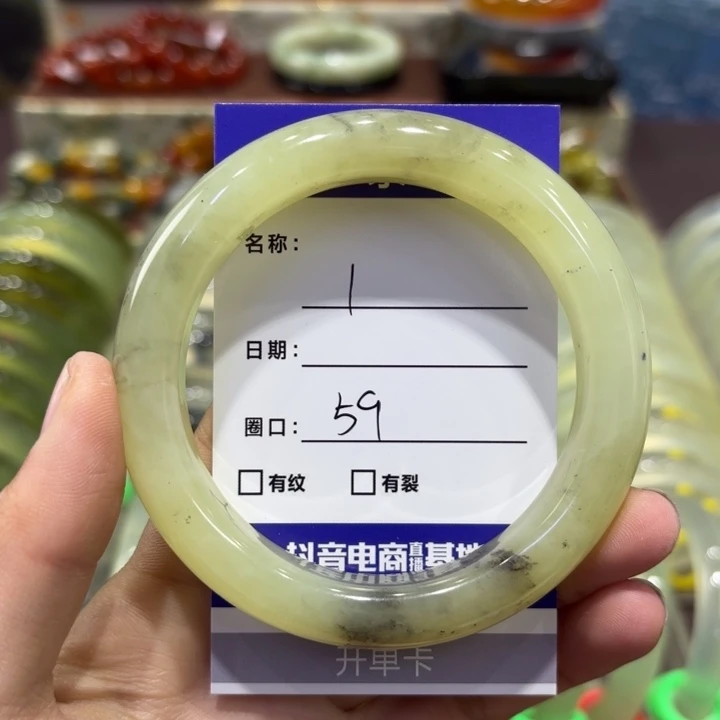 名称: 1
日期:
圈口: 59
有纹 有裂
抖音电商直播基地
开单卡